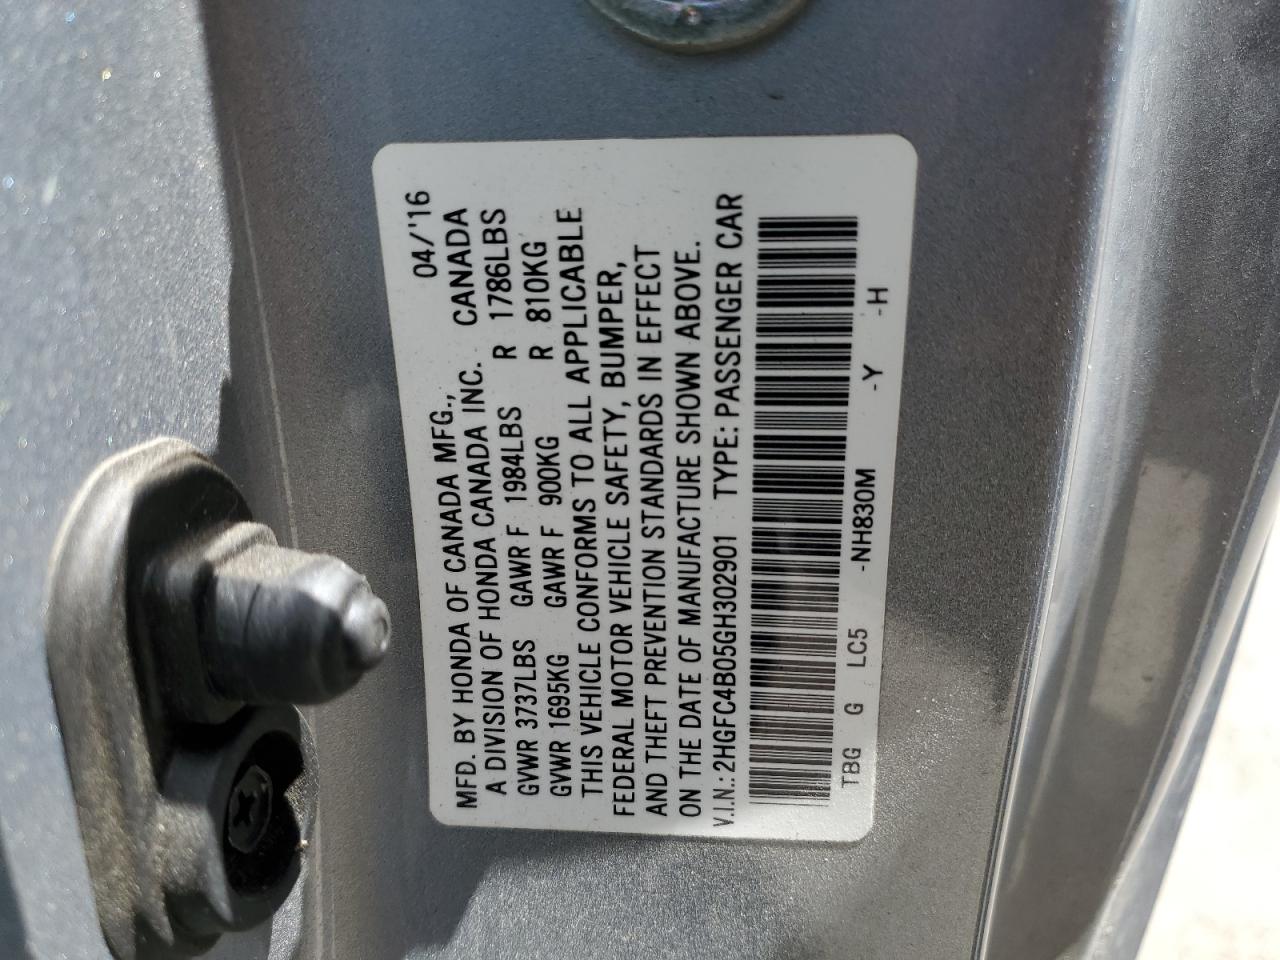 MFD. BY HONDA OF CANADA MFG., 04/'16
A DIVISION OF HONDA CANADA INC. CANADA
GVWR 3737LBS GAWR F 1984LBS R 1786LBS
GVWR 1695KG GAWR F 900KG R 810KG
THIS VEHICLE CONFORMS TO ALL APPLICABLE
FEDERAL MOTOR VEHICLE SAFETY, BUMPER,
AND THEFT PREVENTION STANDARDS IN EFFECT
ON THE DATE OF MANUFACTURE SHOWN ABOVE.
V.I.N.: 2HGFC4B05GH302901 TYPE: PASSENGER CAR
TBG G LC5 -NH830M -Y -H